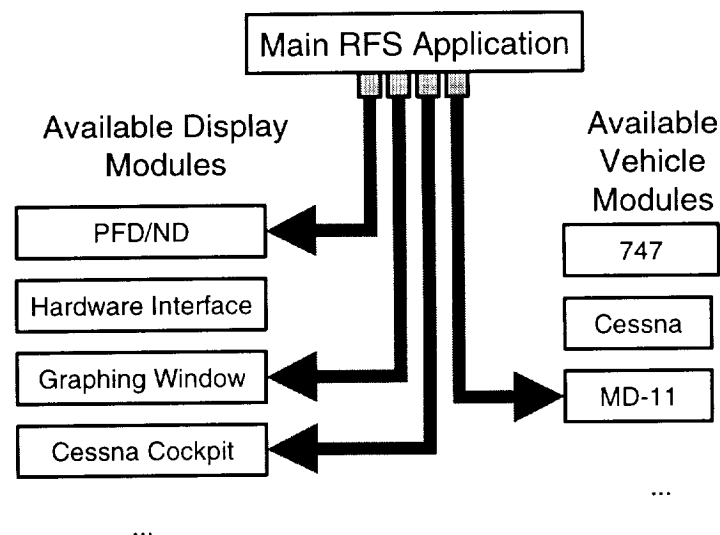 Main RFS Application
Available Display
Modules
PFD/ND
Hardware Interface
Graphing Window
Cessna Cockpit
...
Available
Vehicle
Modules
747
Cessna
MD-11
...